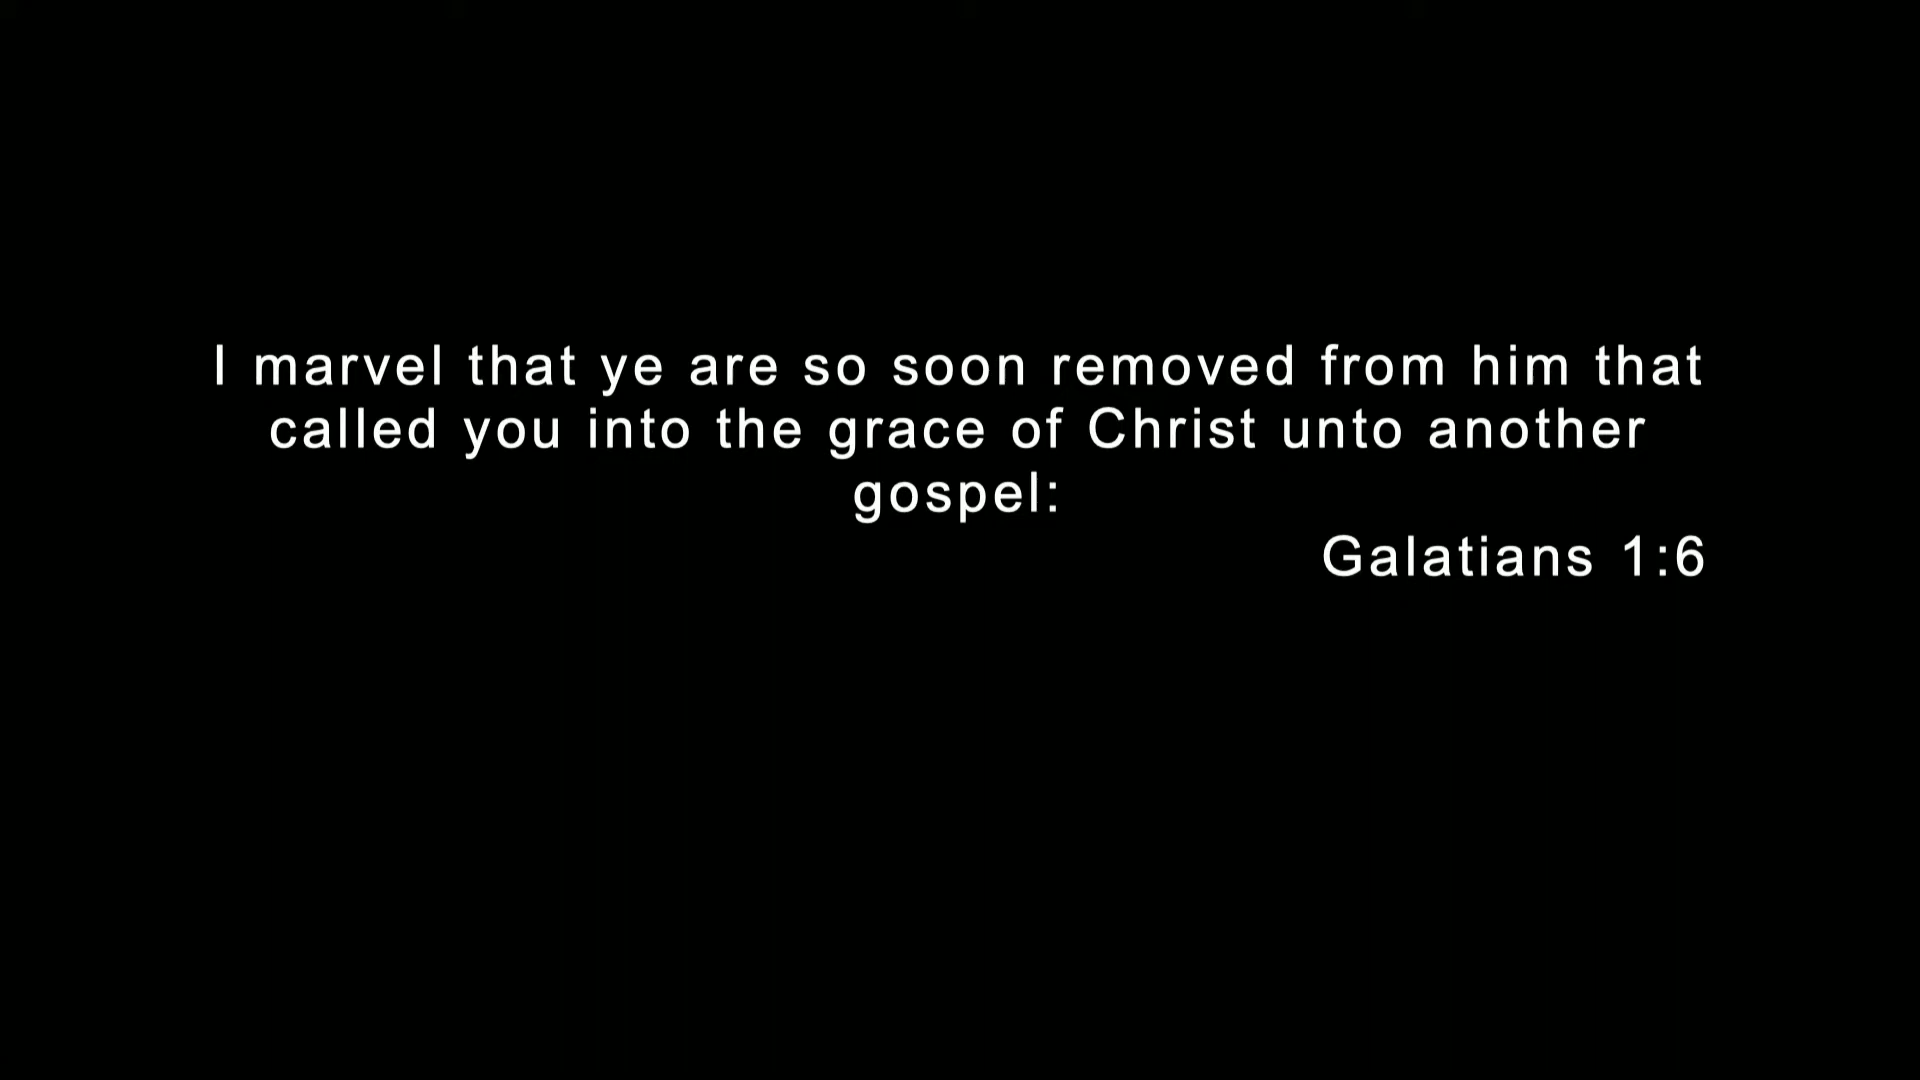 I marvel that ye are so soon removed from him that
called you into the grace of Christ unto another
gospel:
Galatians 1:6